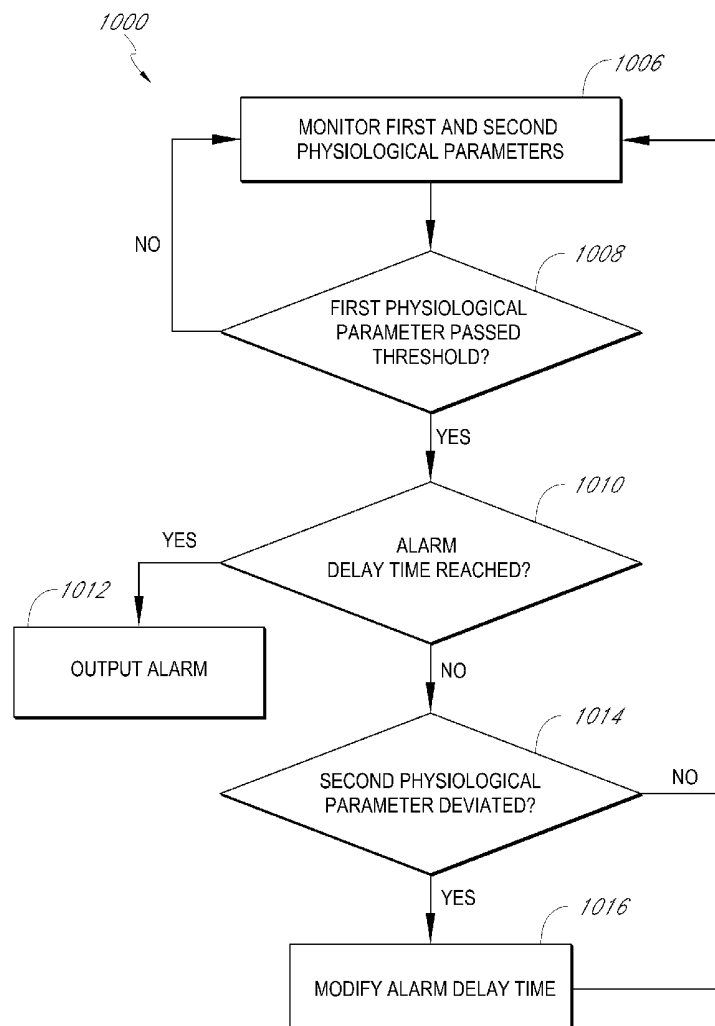 1000
1006
MONITOR FIRST AND SECOND
PHYSIOLOGICAL PARAMETERS
NO
1008
FIRST PHYSIOLOGICAL
PARAMETER PASSED
THRESHOLD?
YES
1010
YES
ALARM
DELAY TIME REACHED?
1012
OUTPUT ALARM
NO
1014
SECOND PHYSIOLOGICAL
PARAMETER DEVIATED?
NO
YES
1016
MODIFY ALARM DELAY TIME